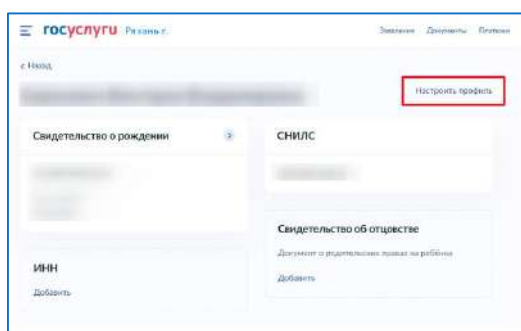 госуслуги Рязань г.
Заявления Документы Платежи
< Назад
Настроить профиль
Свидетельство о рождении
СНИЛС
Свидетельство об отцовстве
Документ о родительских правах на ребёнка
Добавить
ИНН
Добавить